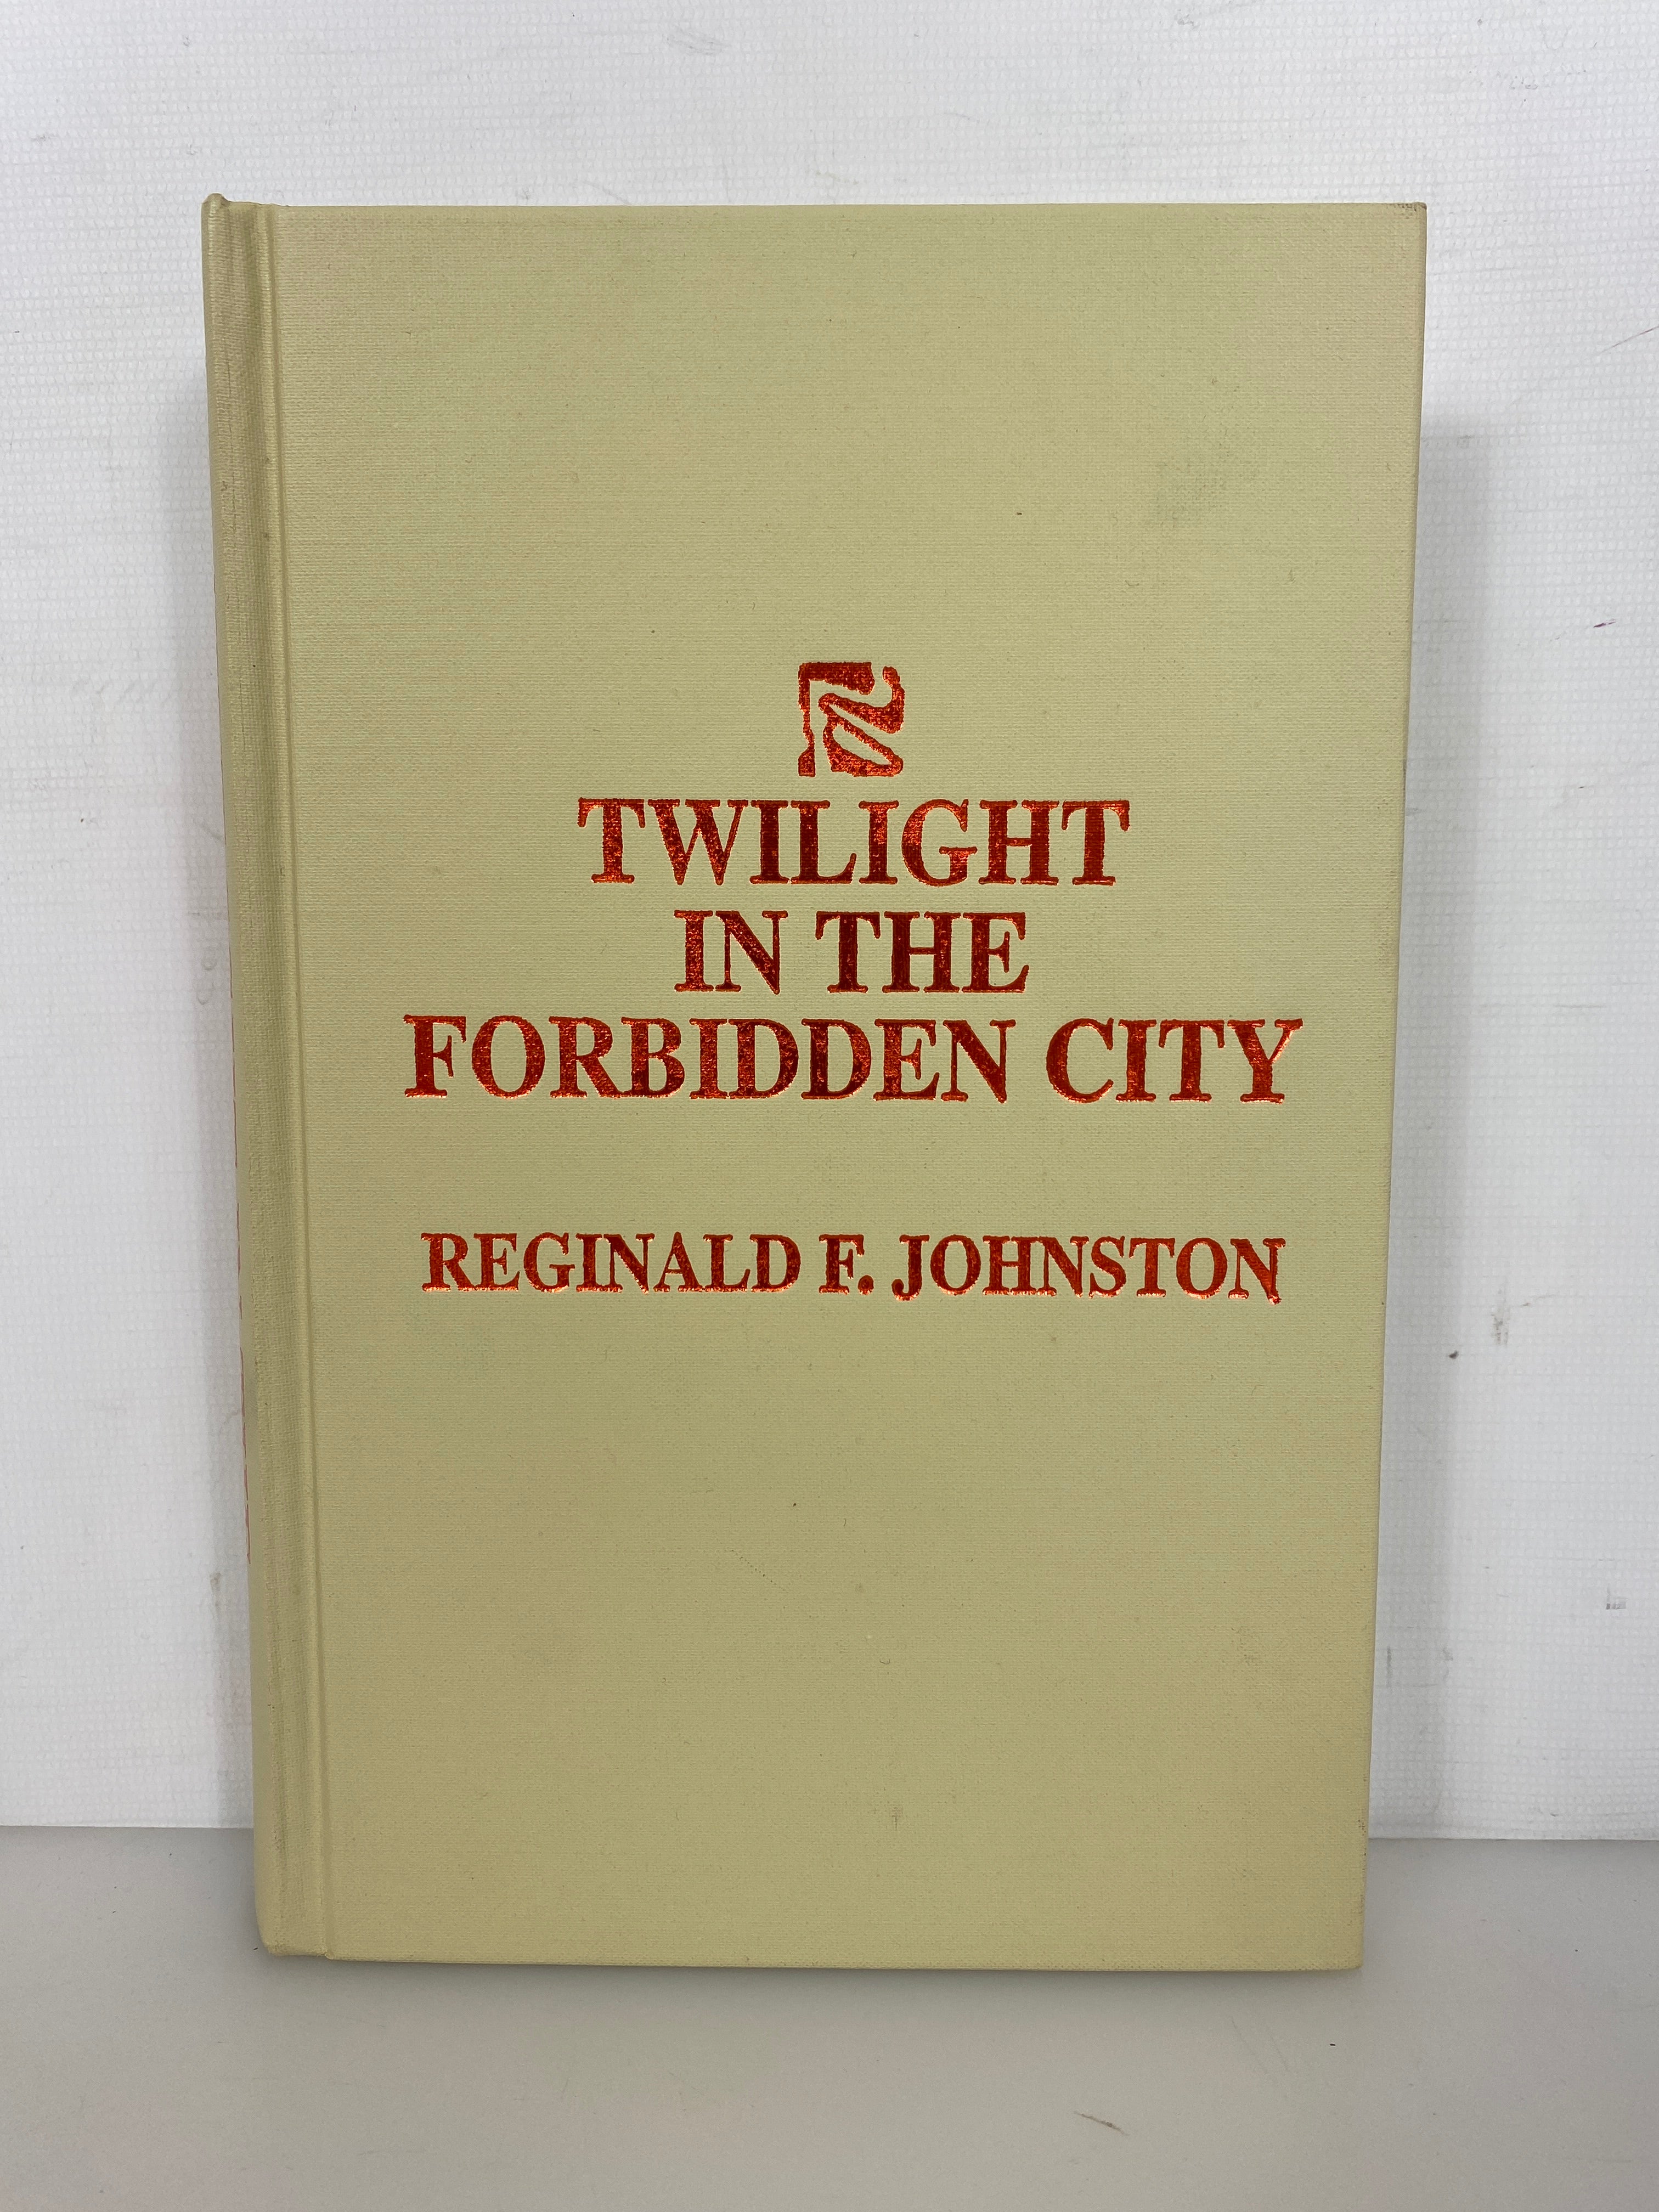 TWILIGHT
IN THE
FORBIDDEN CITY
REGINALD F. JOHNSTON